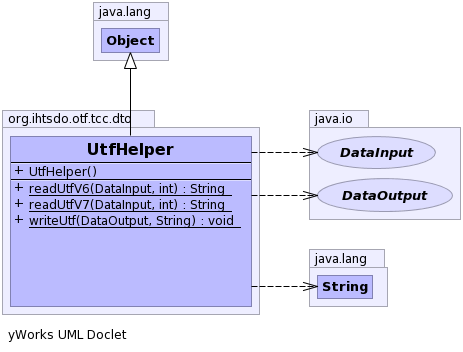 java.lang
Object
org.ihtsdo.otf.tcc.dto
UtfHelper
+ UtfHelper()
+ readUtfV6(DataInput, int) : String
+ readUtfV7(DataInput, int) : String
+ writeUtf(DataOutput, String) : void
java.io
DataInput
DataOutput
java.lang
String
yWorks UML Doclet